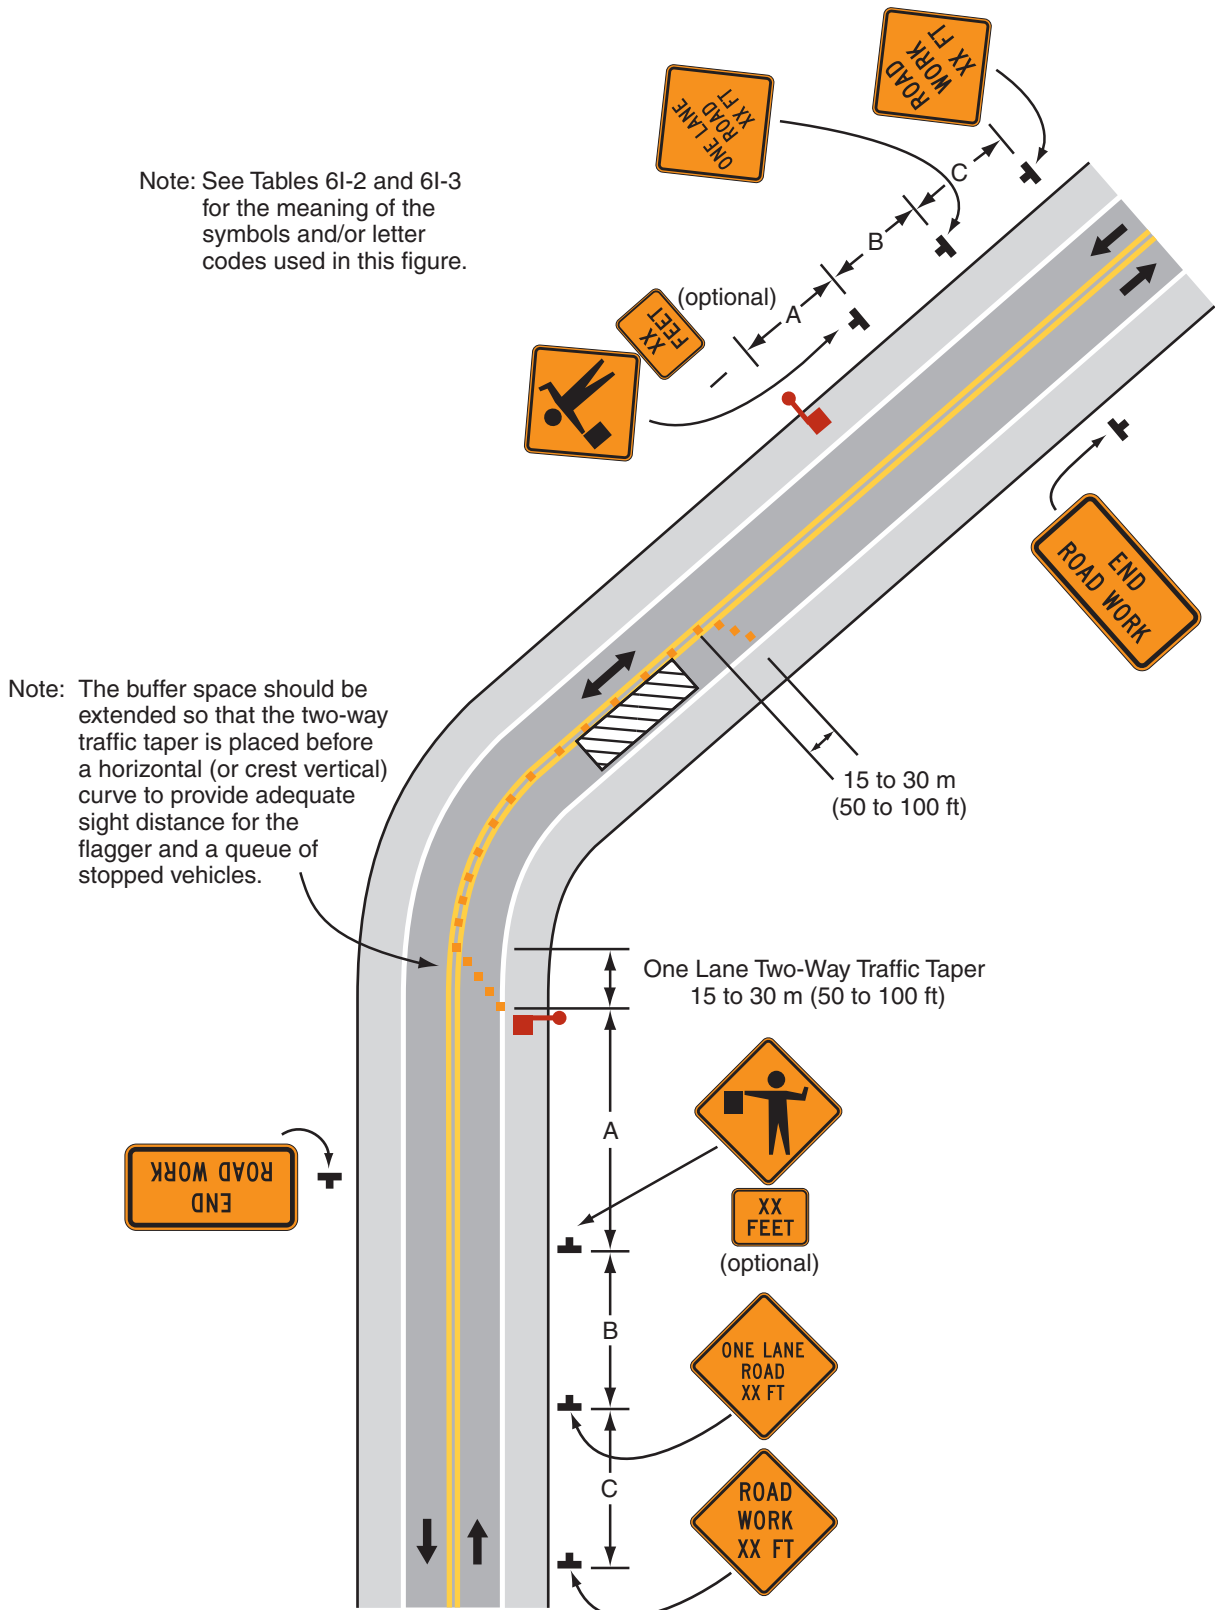 ROAD
WORK
XX FT
ONE LANE
ROAD
XX FT
C
Note: See Tables 6I-2 and 6I-3
for the meaning of the
symbols and/or letter
codes used in this figure.
B
(optional)
A
XX
FEET
END
ROAD WORK
Note: The buffer space should be
extended so that the two-way
traffic taper is placed before
a horizontal (or crest vertical)
curve to provide adequate
sight distance for the
flagger and a queue of
stopped vehicles.
15 to 30 m
(50 to 100 ft)
One Lane Two-Way Traffic Taper
15 to 30 m (50 to 100 ft)
A
END
ROAD WORK
XX
FEET
(optional)
B
ONE LANE
ROAD
XX FT
C
ROAD
WORK
XX FT